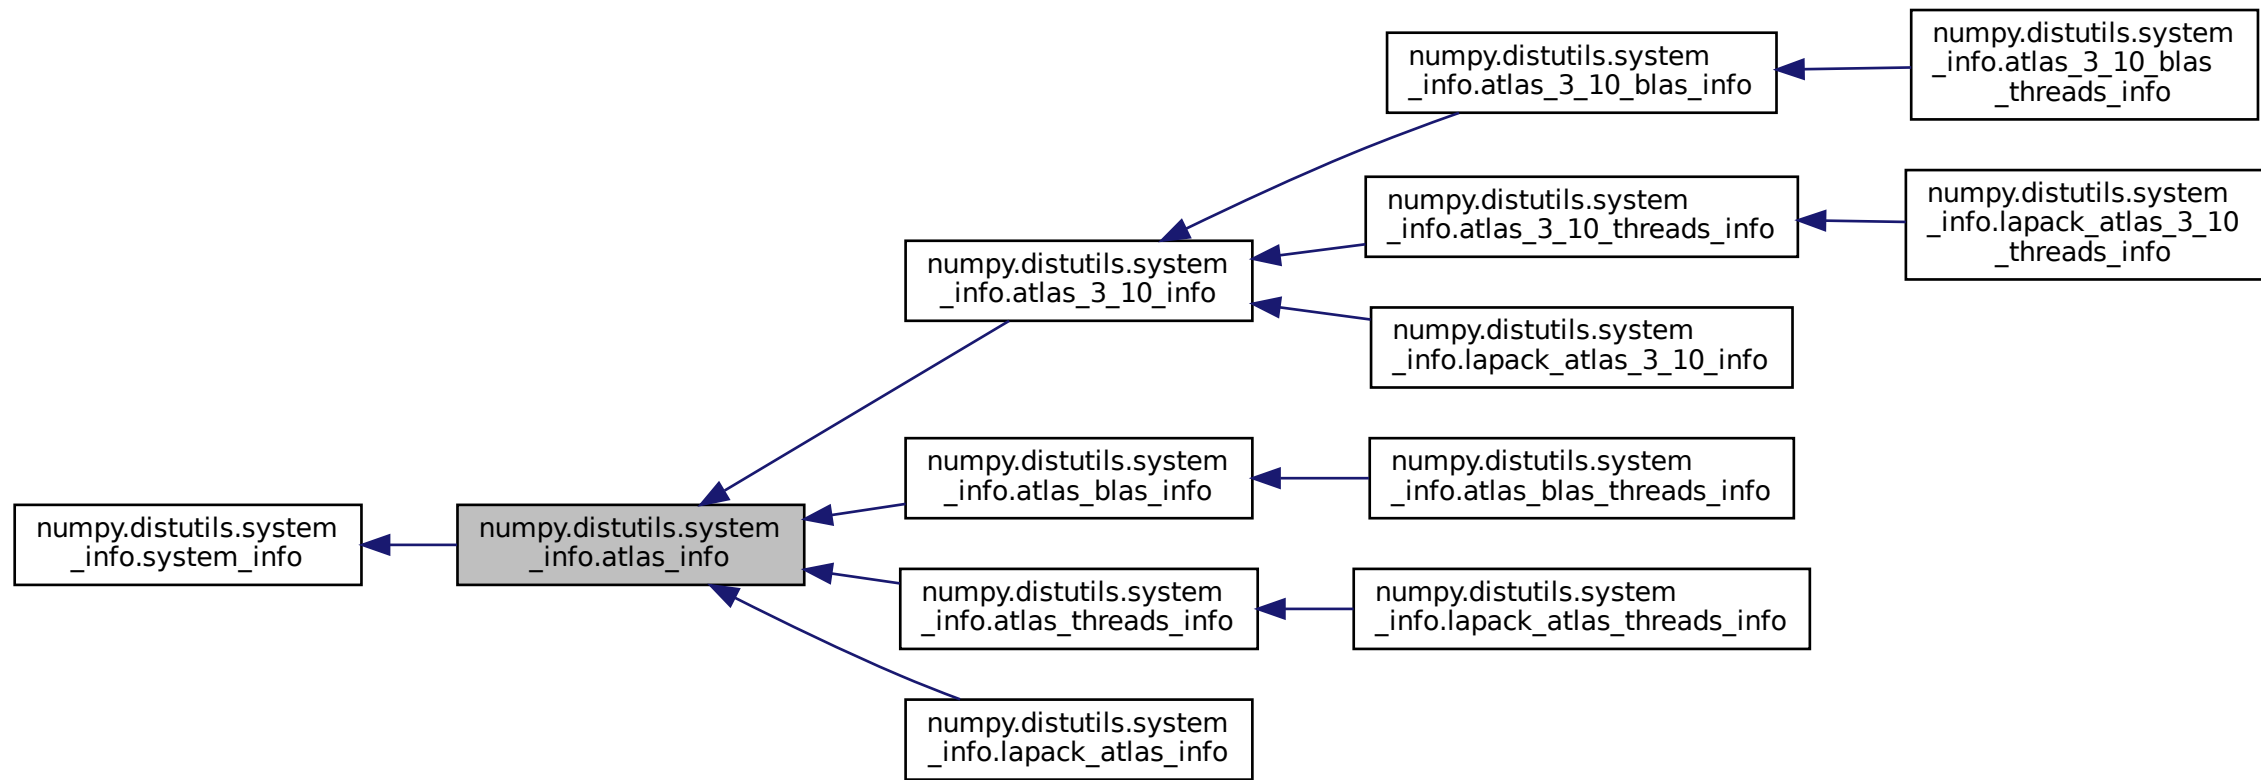 numpy.distutils.system
_info.system_info
numpy.distutils.system
_info.atlas_info
numpy.distutils.system
_info.atlas_3_10_info
numpy.distutils.system
_info.atlas_3_10_blas_info
numpy.distutils.system
_info.atlas_3_10_blas
_threads_info
numpy.distutils.system
_info.atlas_3_10_threads_info
numpy.distutils.system
_info.lapack_atlas_3_10
_threads_info
numpy.distutils.system
_info.lapack_atlas_3_10_info
numpy.distutils.system
_info.atlas_blas_info
numpy.distutils.system
_info.atlas_blas_threads_info
numpy.distutils.system
_info.atlas_threads_info
numpy.distutils.system
_info.lapack_atlas_threads_info
numpy.distutils.system
_info.lapack_atlas_info